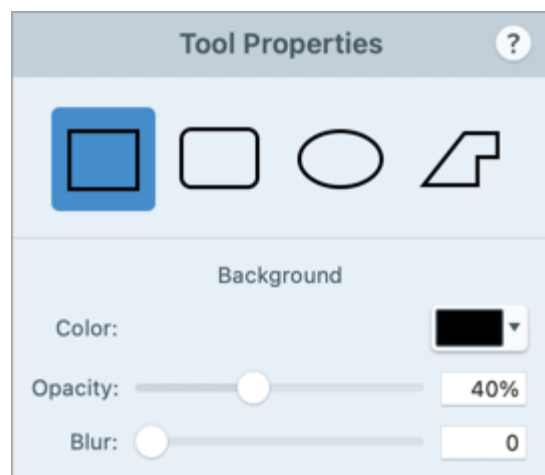 Tool Properties ?
Background
Color:
Opacity: 40%
Blur: 0